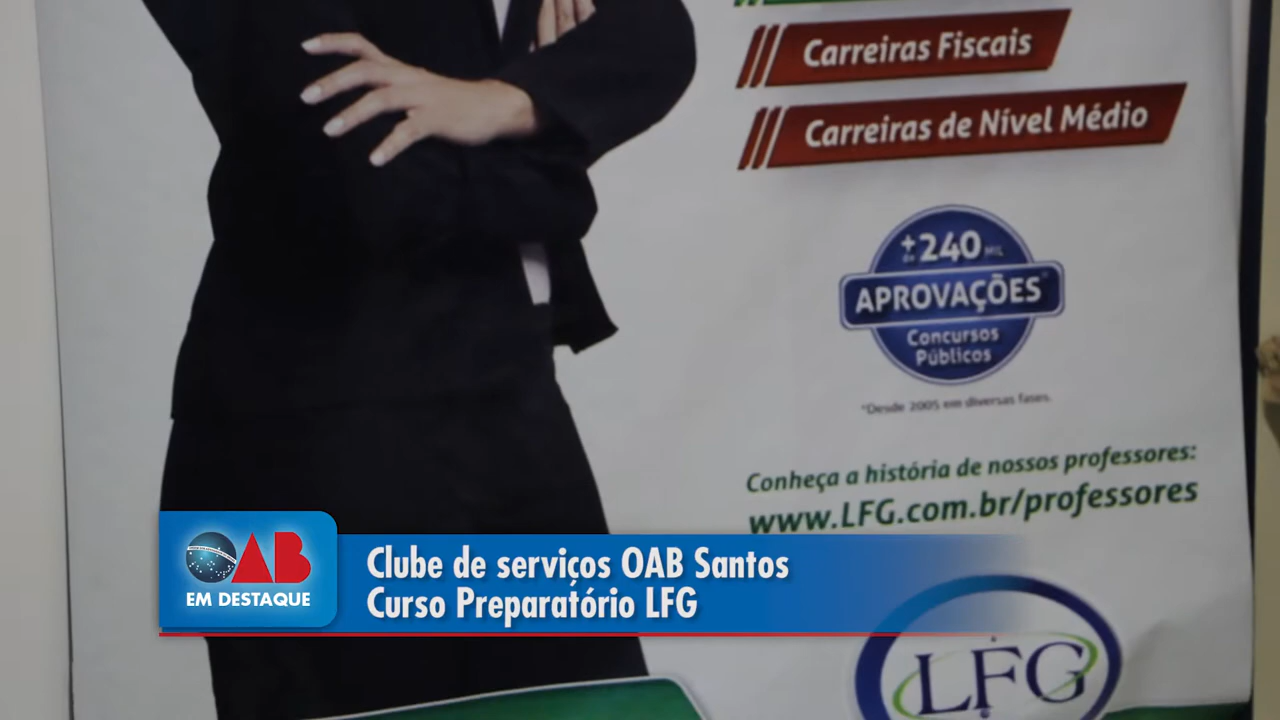 Carreiras Fiscais
Carreiras de Nível Médio
+ de 240 MIL
APROVAÇÕES*
Concursos
Públicos
*Desde 2005 em diversas fases.
Conheça a história de nossos professores:
www.LFG.com.br/professores
OAB
EM DESTAQUE
Clube de serviços OAB Santos
Curso Preparatório LFG
LFG